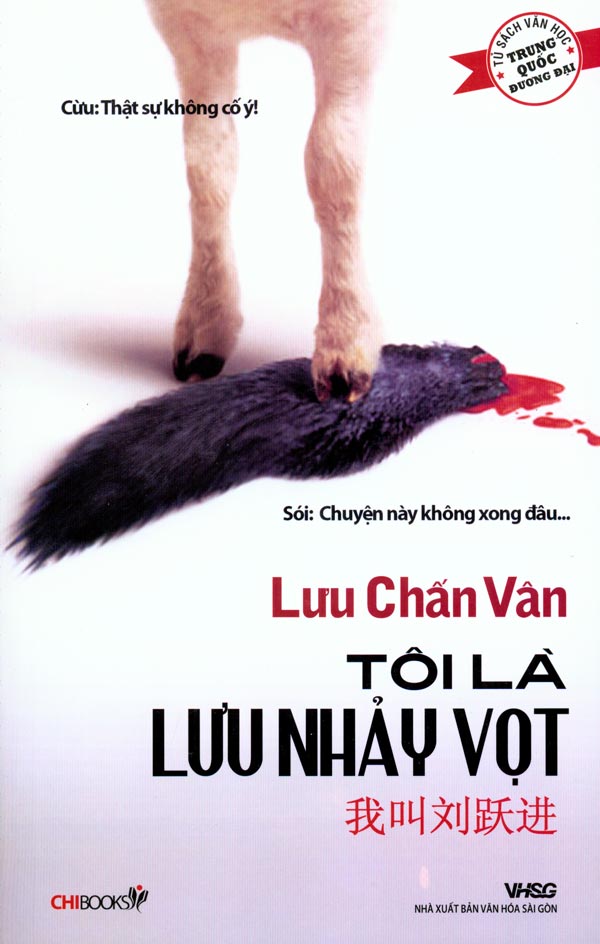 TỦ SÁCH VĂN HỌC
TRUNG
QUỐC
ĐƯƠNG ĐẠI
Cừu: Thật sự không cố ý!
Sói: Chuyện này không xong đâu...
Lưu Chấn Vân
TÔI LÀ
LƯU NHẢY VỌT
我叫刘跃进
CHIBOOKS
VHSG
NHÀ XUẤT BẢN VĂN HÓA SÀI GÒN